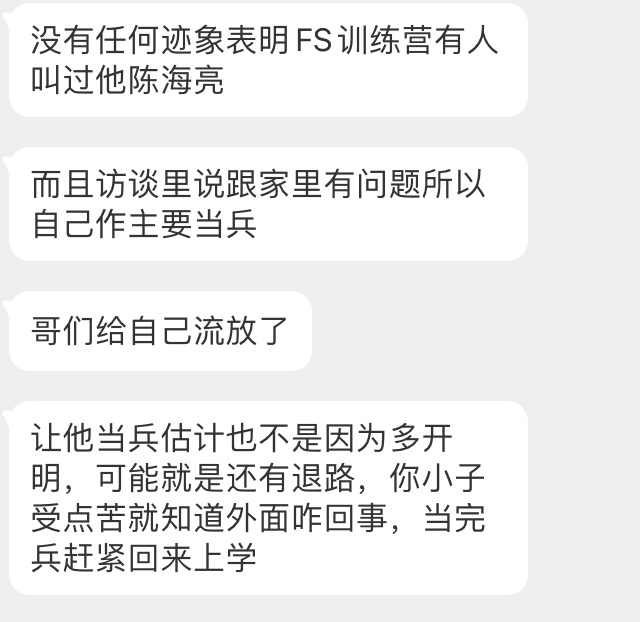 没有任何迹象表明FS训练营有人
叫过他陈海亮
而且访谈里说跟家里有问题所以
自己作主要当兵
哥们给自己流放了
让他当兵估计也不是因为多开
明，可能就是还有退路，你小子
受点苦就知道外面咋回事，当完
兵赶紧回来上学